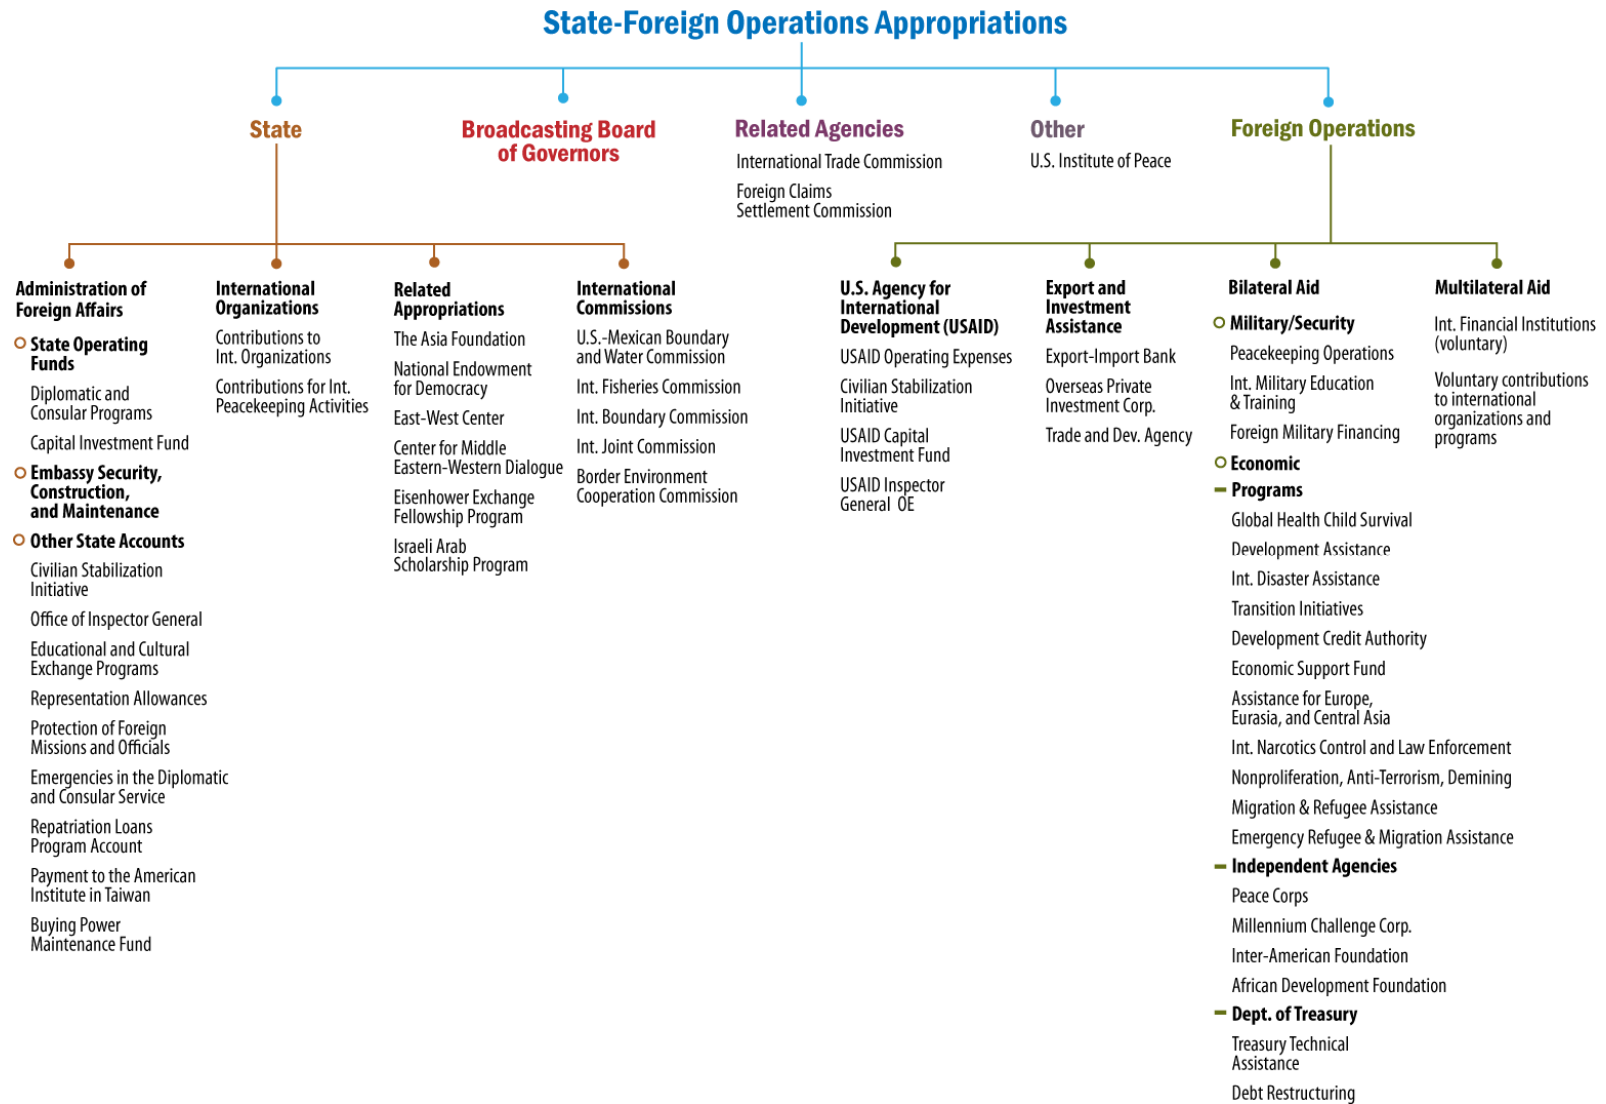 State-Foreign Operations Appropriations
State
Broadcasting Board
of Governors
Related Agencies
International Trade Commission
Foreign Claims
Settlement Commission
Other
U.S. Institute of Peace
Foreign Operations
Administration of
Foreign Affairs
State Operating
Funds
Diplomatic and
Consular Programs
Capital Investment Fund
Embassy Security,
Construction,
and Maintenance
Other State Accounts
Civilian Stabilization
Initiative
Office of Inspector General
Educational and Cultural
Exchange Programs
Representation Allowances
Protection of Foreign
Missions and Officials
Emergencies in the Diplomatic
and Consular Service
Repatriation Loans
Program Account
Payment to the American
Institute in Taiwan
Buying Power
Maintenance Fund
International
Organizations
Contributions to
Int. Organizations
Contributions for Int.
Peacekeeping Activities
Related
Appropriations
The Asia Foundation
National Endowment
for Democracy
East-West Center
Center for Middle
Eastern-Western Dialogue
Eisenhower Exchange
Fellowship Program
Israeli Arab
Scholarship Program
International
Commissions
U.S.-Mexican Boundary
and Water Commission
Int. Fisheries Commission
Int. Boundary Commission
Int. Joint Commission
Border Environment
Cooperation Commission
U.S. Agency for
International
Development (USAID)
USAID Operating Expenses
Civilian Stabilization
Initiative
USAID Capital
Investment Fund
USAID Inspector
General OE
Export and
Investment
Assistance
Export-Import Bank
Overseas Private
Investment Corp.
Trade and Dev. Agency
Bilateral Aid
Military/Security
Peacekeeping Operations
Int. Military Education
& Training
Foreign Military Financing
Economic
Programs
Global Health Child Survival
Development Assistance
Int. Disaster Assistance
Transition Initiatives
Development Credit Authority
Economic Support Fund
Assistance for Europe,
Eurasia, and Central Asia
Int. Narcotics Control and Law Enforcement
Nonproliferation, Anti-Terrorism, Demining
Migration & Refugee Assistance
Emergency Refugee & Migration Assistance
Independent Agencies
Peace Corps
Millennium Challenge Corp.
Inter-American Foundation
African Development Foundation
Dept. of Treasury
Treasury Technical
Assistance
Debt Restructuring
Multilateral Aid
Int. Financial Institutions
(voluntary)
Voluntary contributions
to international
organizations and
programs